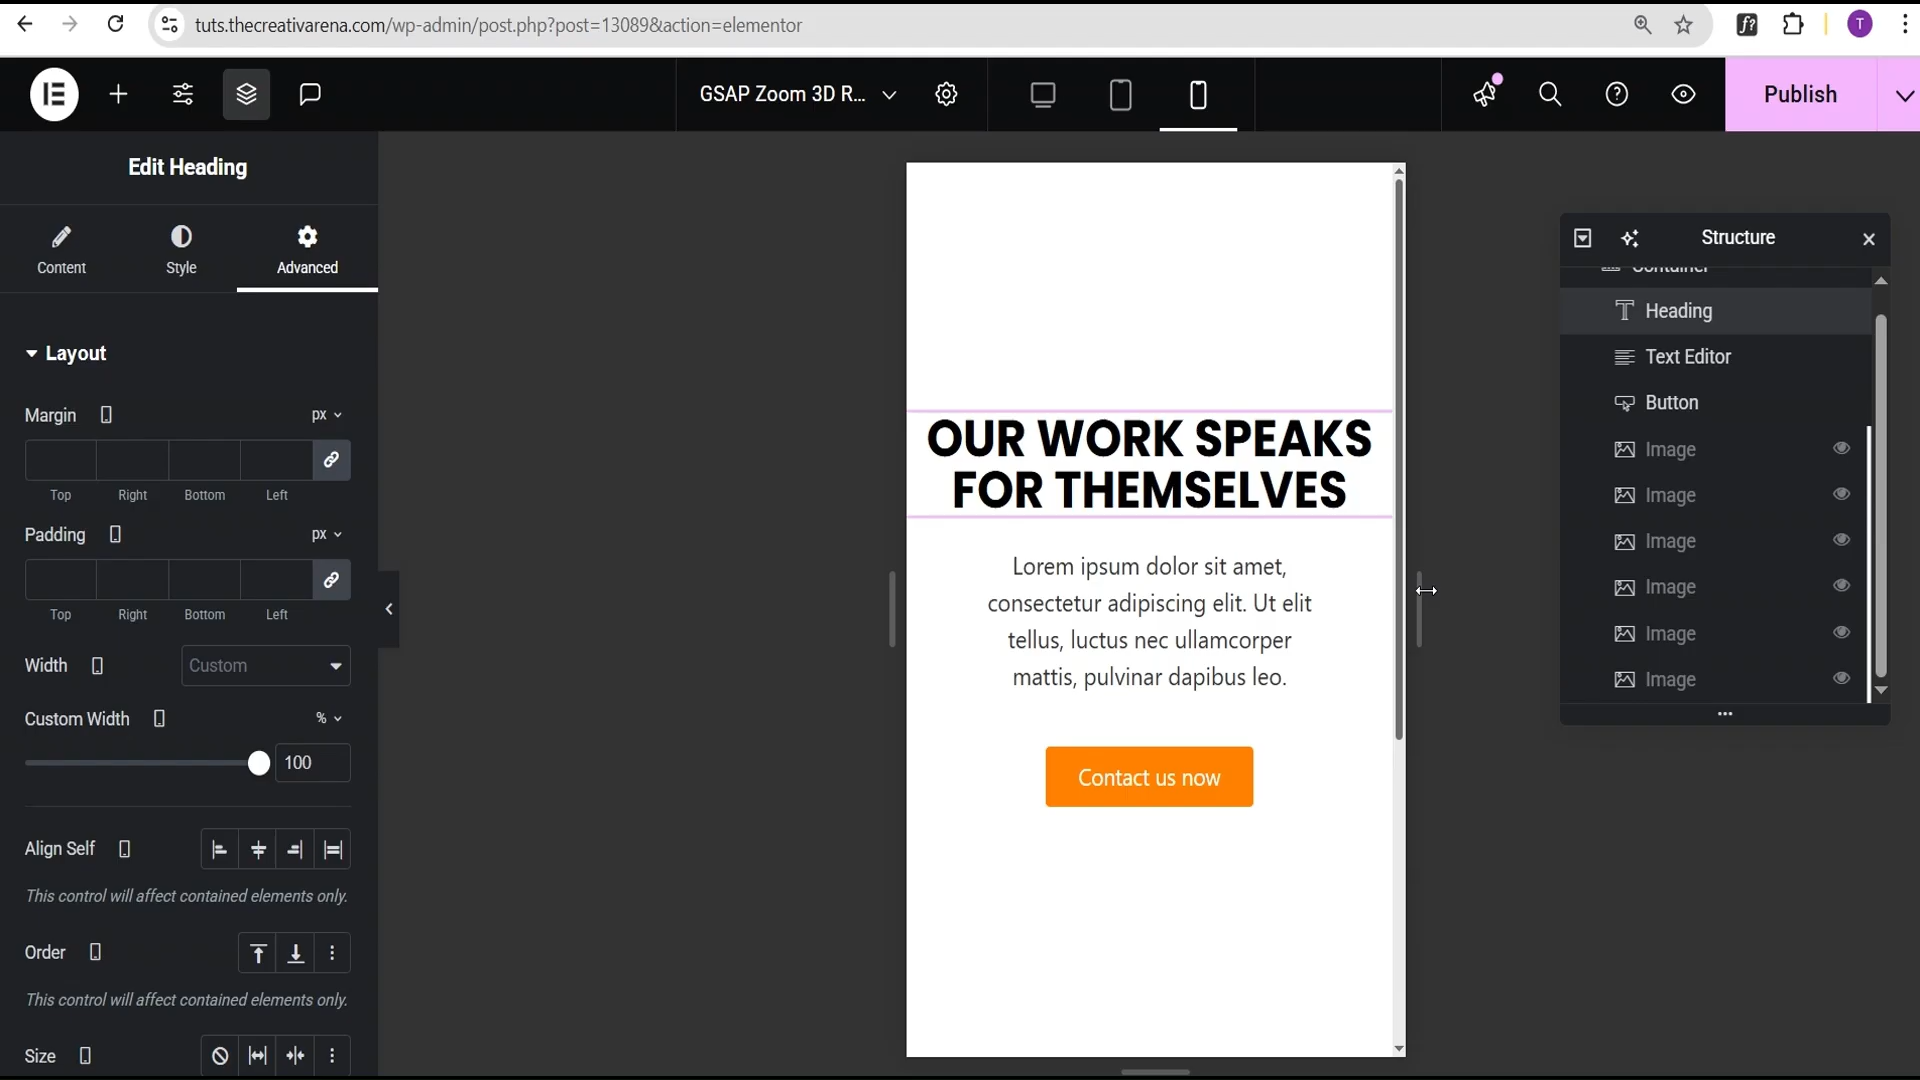 tuts.thecreativarena.com/wp-admin/post.php?post=13089&action=elementor
T
GSAP Zoom 3D R...
Publish
Edit Heading
Content
Style
Advanced
Layout
Margin
px
Top
Right
Bottom
Left
Padding
px
Top
Right
Bottom
Left
Width
Custom
Custom Width
%
100
Align Self
This control will affect contained elements only.
Order
This control will affect contained elements only.
Size
OUR WORK SPEAKS
FOR THEMSELVES
Lorem ipsum dolor sit amet,
consectetur adipiscing elit. Ut elit
tellus, luctus nec ullamcorper
mattis, pulvinar dapibus leo.
Contact us now
Structure
Container
Heading
Text Editor
Button
Image
Image
Image
Image
Image
Image